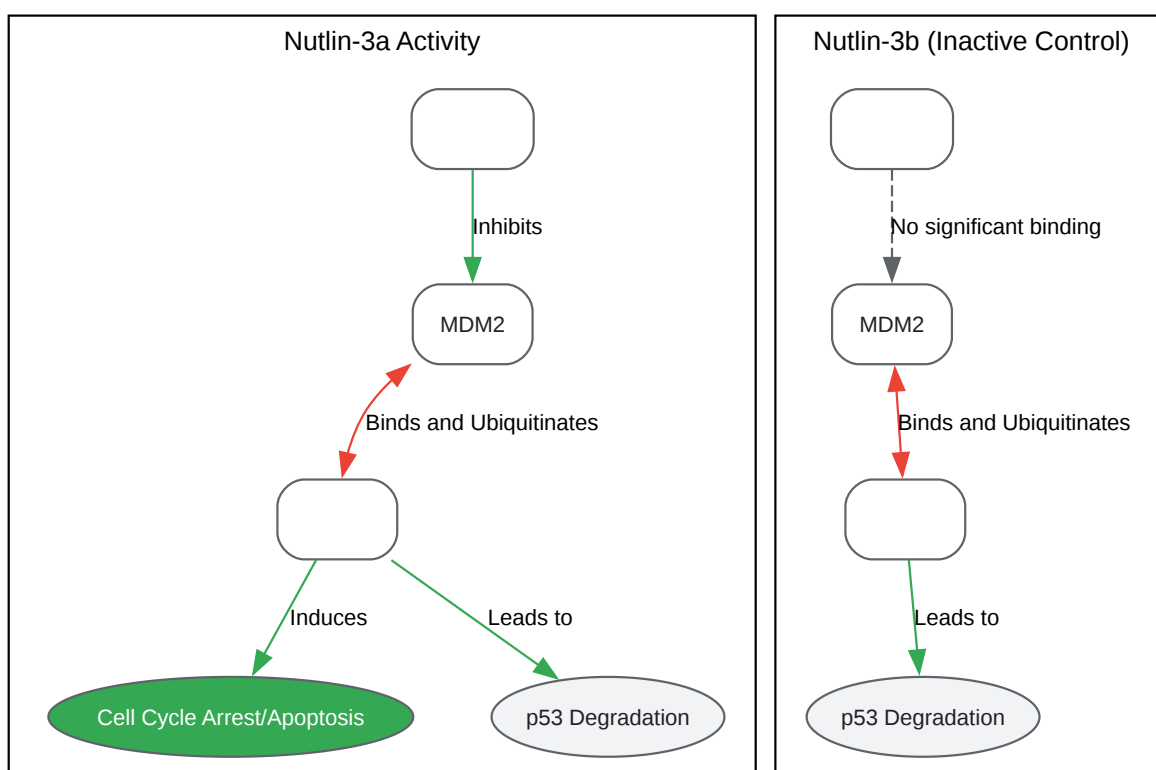 Nutlin-3a Activity
Inhibits
MDM2
Binds and Ubiquitinates
Induces
Leads to
Cell Cycle Arrest/Apoptosis
p53 Degradation
Nutlin-3b (Inactive Control)
No significant binding
MDM2
Binds and Ubiquitinates
Leads to
p53 Degradation